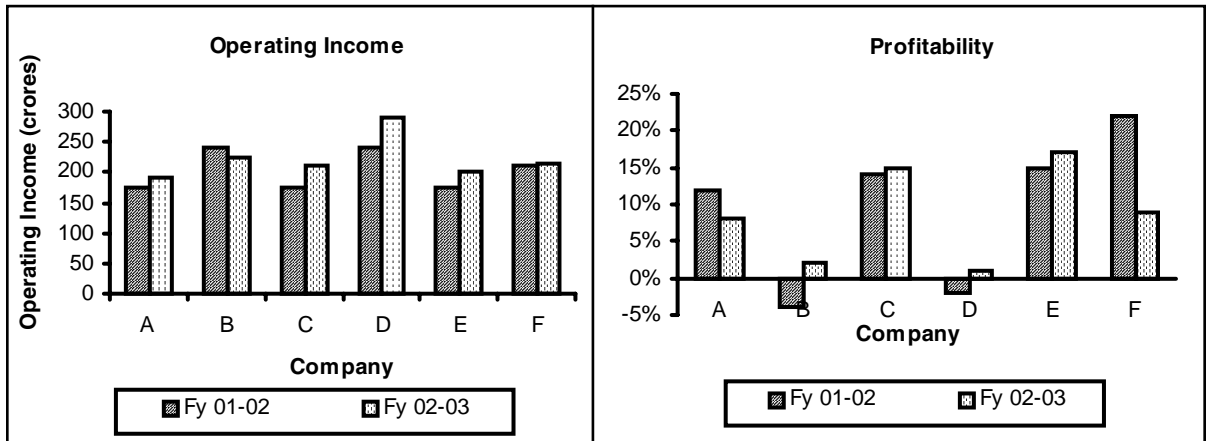 Operating Income
Operating Income (crores)
300
250
200
150
100
50
0
A B C D E F
Company
Fy 01-02 Fy 02-03
Profitability
25%
20%
15%
10%
5%
0%
-5%
A B C D E F
Company
Fy 01-02 Fy 02-03